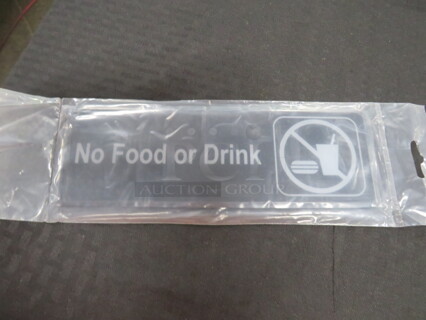 No Food or Drink
AUCTION GROUP